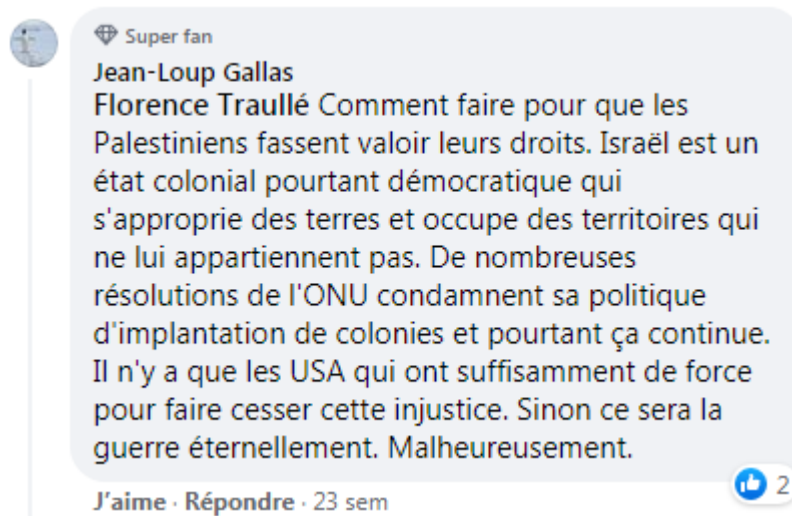 Super fan
Jean-Loup Gallas
Florence Traullé Comment faire pour que les
Palestiniens fassent valoir leurs droits. Israël est un
état colonial pourtant démocratique qui
s'approprie des terres et occupe des territoires qui
ne lui appartiennent pas. De nombreuses
résolutions de l'ONU condamnent sa politique
d'implantation de colonies et pourtant ça continue.
Il n'y a que les USA qui ont suffisamment de force
pour faire cesser cette injustice. Sinon ce sera la
guerre éternellement. Malheureusement.
2
J’aime · Répondre · 23 sem